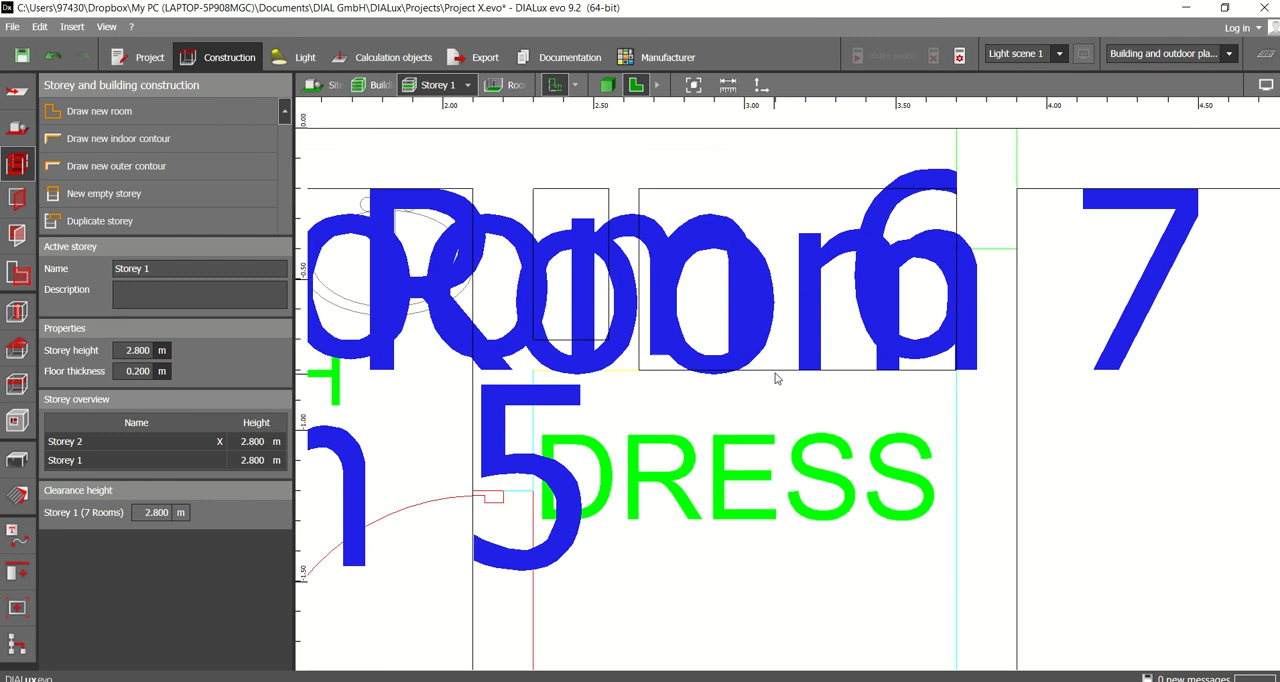 C:\Users\97430\Dropbox\My PC (LAPTOP-5P908MGC)\Documents\DIAL GmbH\DIALux\Projects\Project X.evo* - DIALux evo 9.2 (64-bit)
File Edit Insert View ?
Log in
Project Construction Light Calculation objects Export Documentation Manufacturer
Light scene 1
Building and outdoor pla...
Storey and building construction
Site Build Storey 1 Roo
Draw new room
Draw new indoor contour
Draw new outer contour
New empty storey
Duplicate storey
Active storey
Name Storey 1
Description
Properties
Storey height 2.800 m
Floor thickness 0.200 m
Storey overview
Name Height
Storey 2 X 2.800 m
Storey 1 2.800 m
Clearance height
Storey 1 (7 Rooms) 2.800 m
2.00 2.50 3.00 3.50 4.00 4.50
0.00
-0.50
-1.00
-1.50
Room 6
7
5
DRESS
DIALux evo
0 new messages